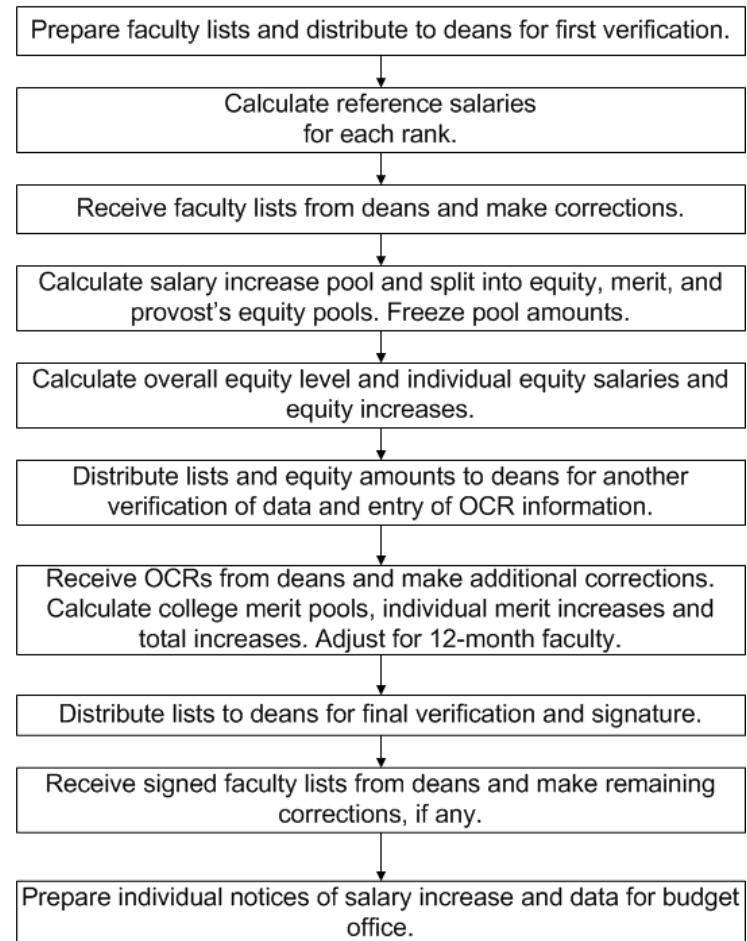 Prepare faculty lists and distribute to deans for first verification.
Calculate reference salaries
for each rank.
Receive faculty lists from deans and make corrections.
Calculate salary increase pool and split into equity, merit, and
provost's equity pools. Freeze pool amounts.
Calculate overall equity level and individual equity salaries and
equity increases.
Distribute lists and equity amounts to deans for another
verification of data and entry of OCR information.
Receive OCRs from deans and make additional corrections.
Calculate college merit pools, individual merit increases and
total increases. Adjust for 12-month faculty.
Distribute lists to deans for final verification and signature.
Receive signed faculty lists from deans and make remaining
corrections, if any.
Prepare individual notices of salary increase and data for budget
office.